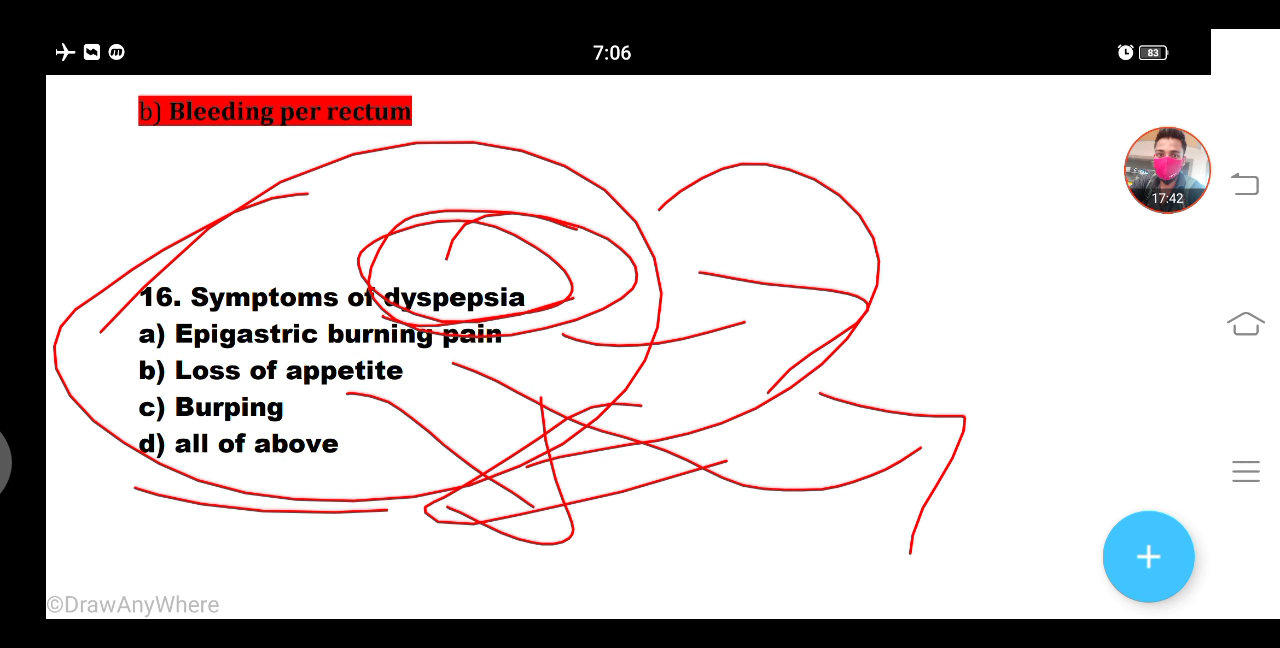 7:06
83
b) Bleeding per rectum
17:42
16. Symptoms of dyspepsia
a) Epigastric burning pain
b) Loss of appetite
c) Burping
d) all of above
©DrawAnyWhere